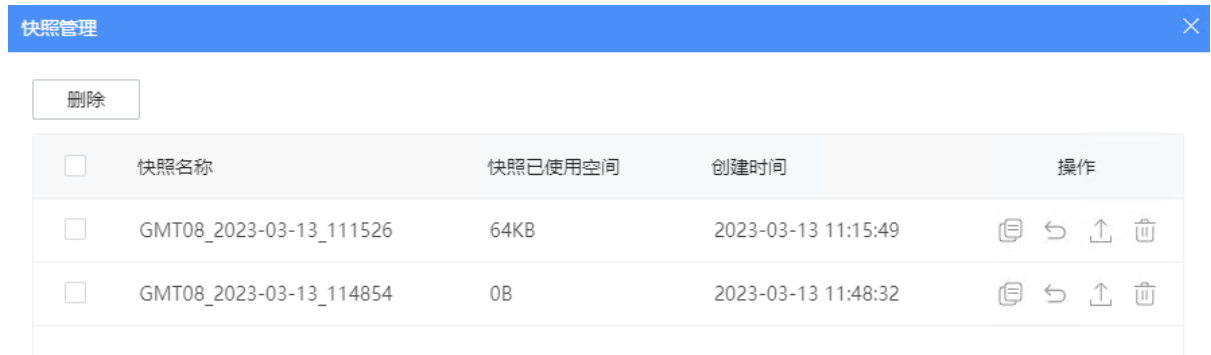 快照管理
删除
快照名称 快照已使用空间 创建时间 操作
GMT08_2023-03-13_111526 64KB 2023-03-13 11:15:49
GMT08_2023-03-13_114854 0B 2023-03-13 11:48:32